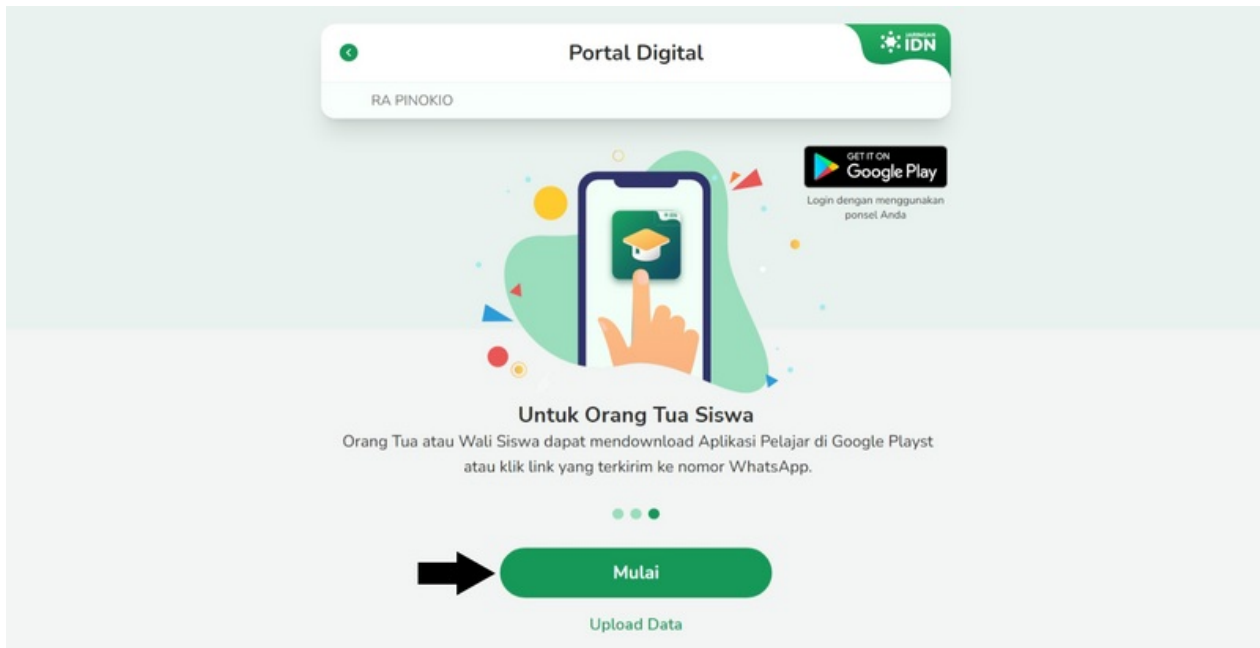 Portal Digital
JARINGAN
IDN
RA PINOKIO
GET IT ON
Google Play
Login dengan menggunakan
ponsel Anda
Untuk Orang Tua Siswa
Orang Tua atau Wali Siswa dapat mendownload Aplikasi Pelajar di Google Playst
atau klik link yang terkirim ke nomor WhatsApp.
Mulai
Upload Data